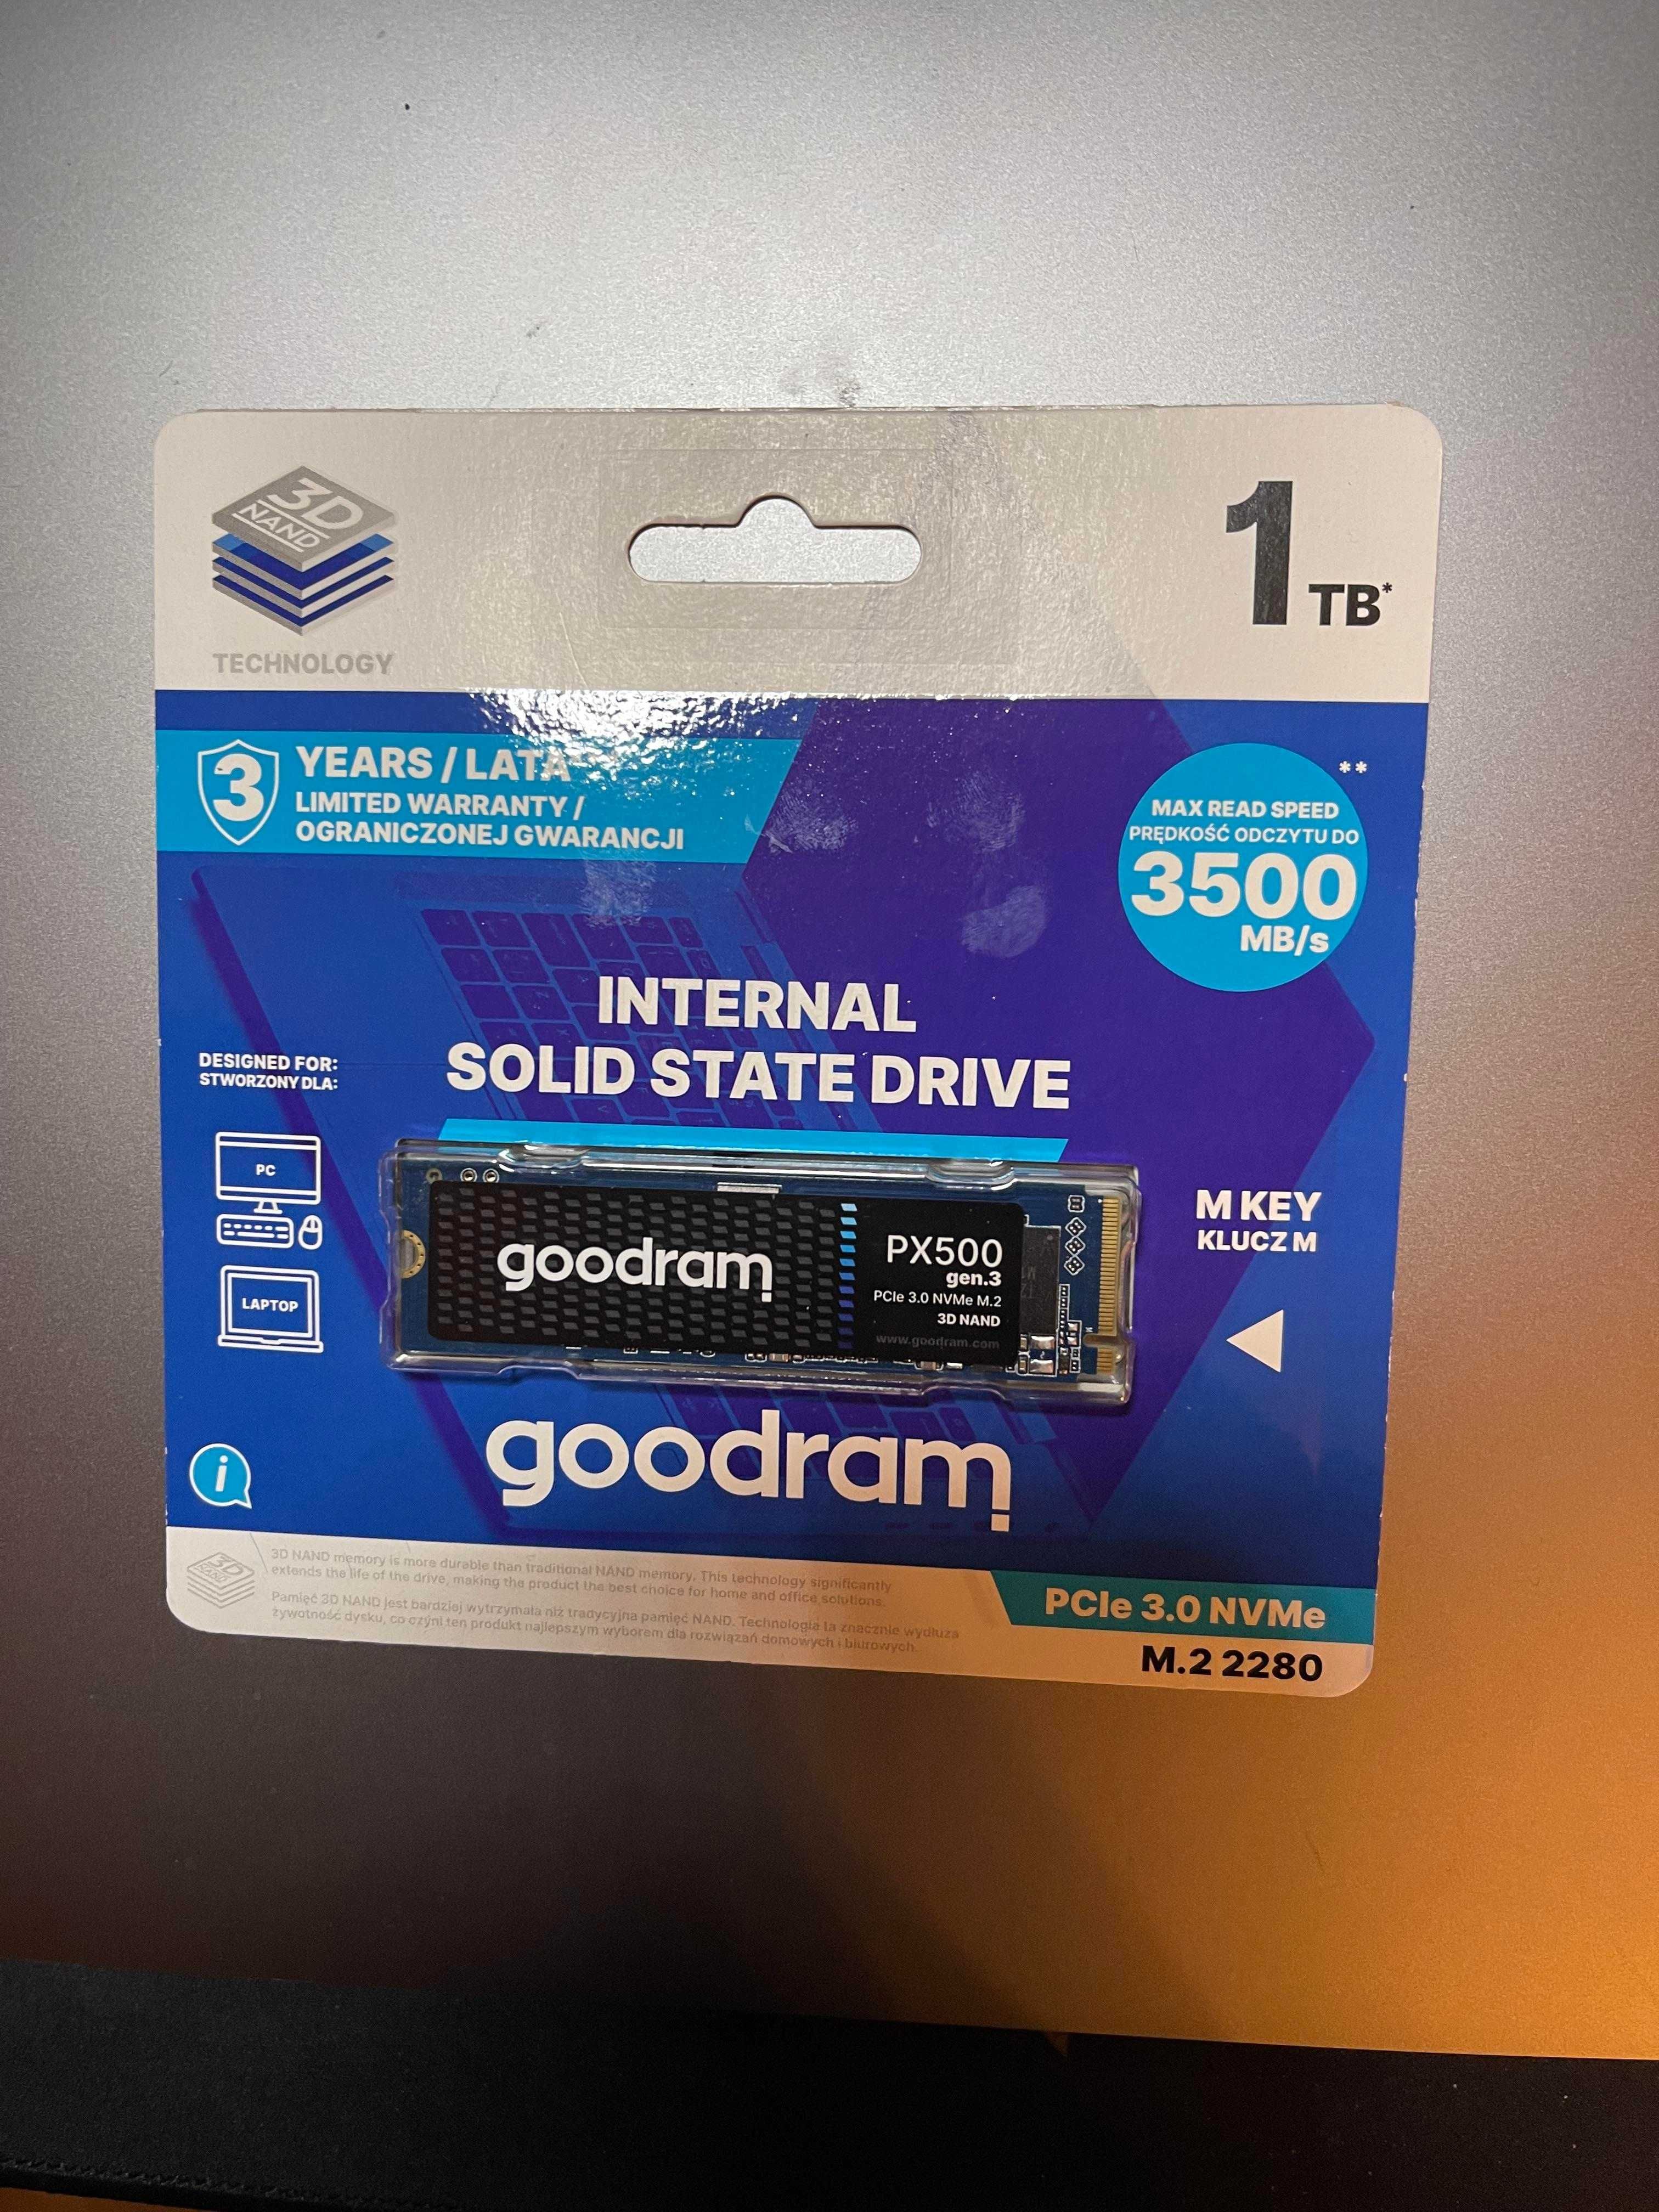 3D
NAND
TECHNOLOGY
1 TB*
3
YEARS / LATA
LIMITED WARRANTY /
OGRANICZONEJ GWARANCJI
**
MAX READ SPEED
PRĘDKOŚĆ ODCZYTU DO
3500
MB/s
INTERNAL
SOLID STATE DRIVE
DESIGNED FOR:
STWORZONY DLA:
PC
LAPTOP
goodram
PX500
gen.3
PCIe 3.0 NVMe M.2
3D NAND
www.goodram.com
M KEY
KLUCZ M
goodram
i
3D
NAND
3D NAND memory is more durable than traditional NAND memory. This technology significantly
extends the life of the drive, making the product the best choice for home and office solutions.
Pamięć 3D NAND jest bardziej wytrzymała niż tradycyjna pamięć NAND. Technologia ta znacznie wydłuża
żywotność dysku, co czyni ten produkt najlepszym wyborem dla rozwiązań domowych i biurowych.
PCIe 3.0 NVMe
M.2 2280